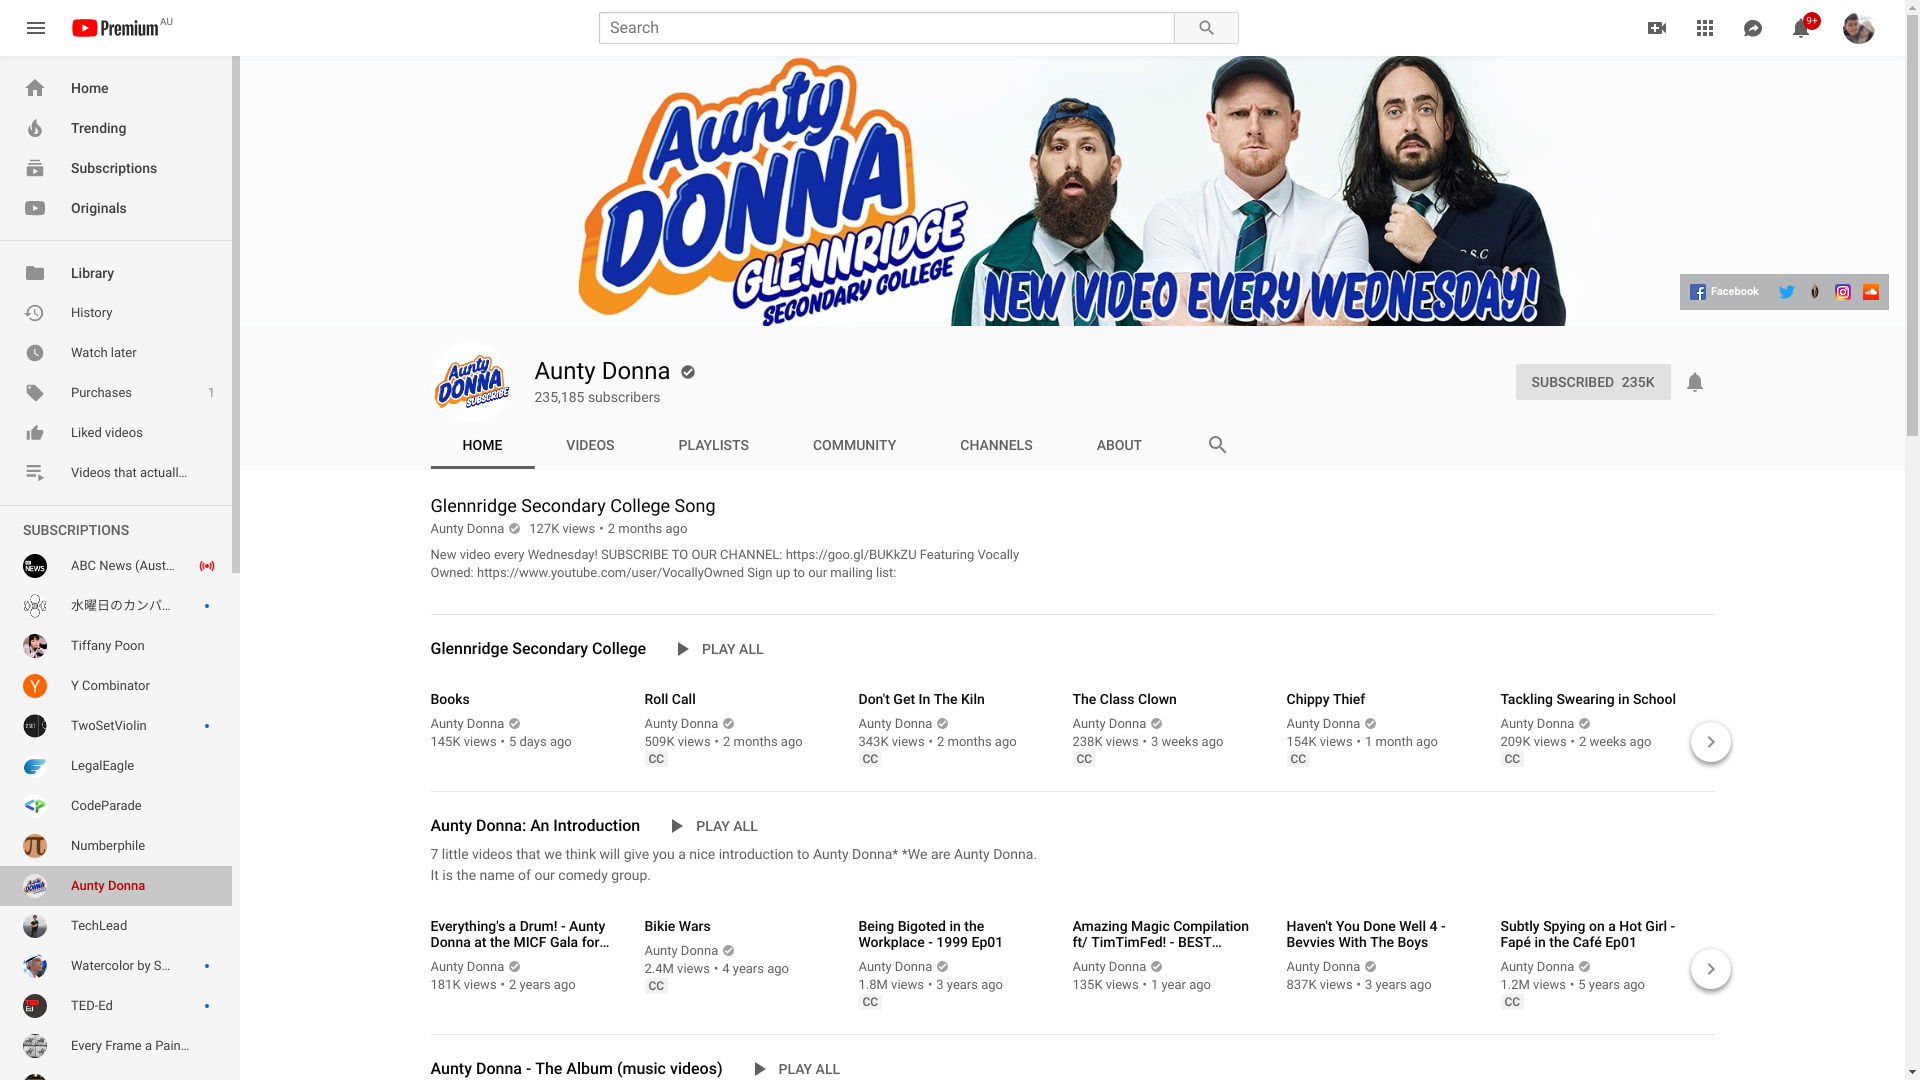 Premium AU
Search
9+
Home
Trending
Subscriptions
Originals
Library
History
Watch later
Purchases 1
Liked videos
Videos that actuall...
SUBSCRIPTIONS
ABC News (Aust...
水曜日のカンパ...
Tiffany Poon
Y Combinator
TwoSetViolin
LegalEagle
CodeParade
Numberphile
Aunty Donna
TechLead
Watercolor by S...
TED-Ed
Every Frame a Pain...
Aunty
DONNA
GLENNRIDGE
SECONDARY COLLEGE
NEW VIDEO EVERY WEDNESDAY!
Facebook
Aunty
DONNA
SUBSCRIBE
Aunty Donna
235,185 subscribers
SUBSCRIBED 235K
HOME VIDEOS PLAYLISTS COMMUNITY CHANNELS ABOUT
Glennridge Secondary College Song
Aunty Donna 127K views • 2 months ago
New video every Wednesday! SUBSCRIBE TO OUR CHANNEL: https://goo.gl/BUKkZU Featuring Vocally
Owned: https://www.youtube.com/user/VocallyOwned Sign up to our mailing list:
Glennridge Secondary College PLAY ALL
Books
Aunty Donna
145K views • 5 days ago
Roll Call
Aunty Donna
509K views • 2 months ago
CC
Don't Get In The Kiln
Aunty Donna
343K views • 2 months ago
CC
The Class Clown
Aunty Donna
238K views • 3 weeks ago
CC
Chippy Thief
Aunty Donna
154K views • 1 month ago
CC
Tackling Swearing in School
Aunty Donna
209K views • 2 weeks ago
CC
Aunty Donna: An Introduction PLAY ALL
7 little videos that we think will give you a nice introduction to Aunty Donna* *We are Aunty Donna.
It is the name of our comedy group.
Everything's a Drum! - Aunty
Donna at the MICF Gala for...
Aunty Donna
181K views • 2 years ago
Bikie Wars
Aunty Donna
2.4M views • 4 years ago
CC
Being Bigoted in the
Workplace - 1999 Ep01
Aunty Donna
1.8M views • 3 years ago
CC
Amazing Magic Compilation
ft/ TimTimFed! - BEST...
Aunty Donna
135K views • 1 year ago
Haven't You Done Well 4 -
Bevvies With The Boys
Aunty Donna
837K views • 3 years ago
Subtly Spying on a Hot Girl -
Fapé in the Café Ep01
Aunty Donna
1.2M views • 5 years ago
CC
Aunty Donna - The Album (music videos) PLAY ALL